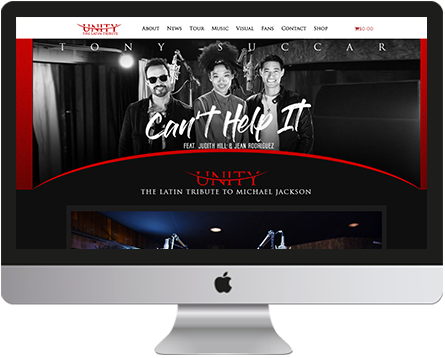 UNITY
THE LATIN TRIBUTE
About News Tour Music Visual Fans Contact Shop $0.00
TONY SUCCAR
Can't Help It
FEAT. JUDITH HILL & JEAN RODRIGUEZ
UNITY
THE LATIN TRIBUTE TO MICHAEL JACKSON